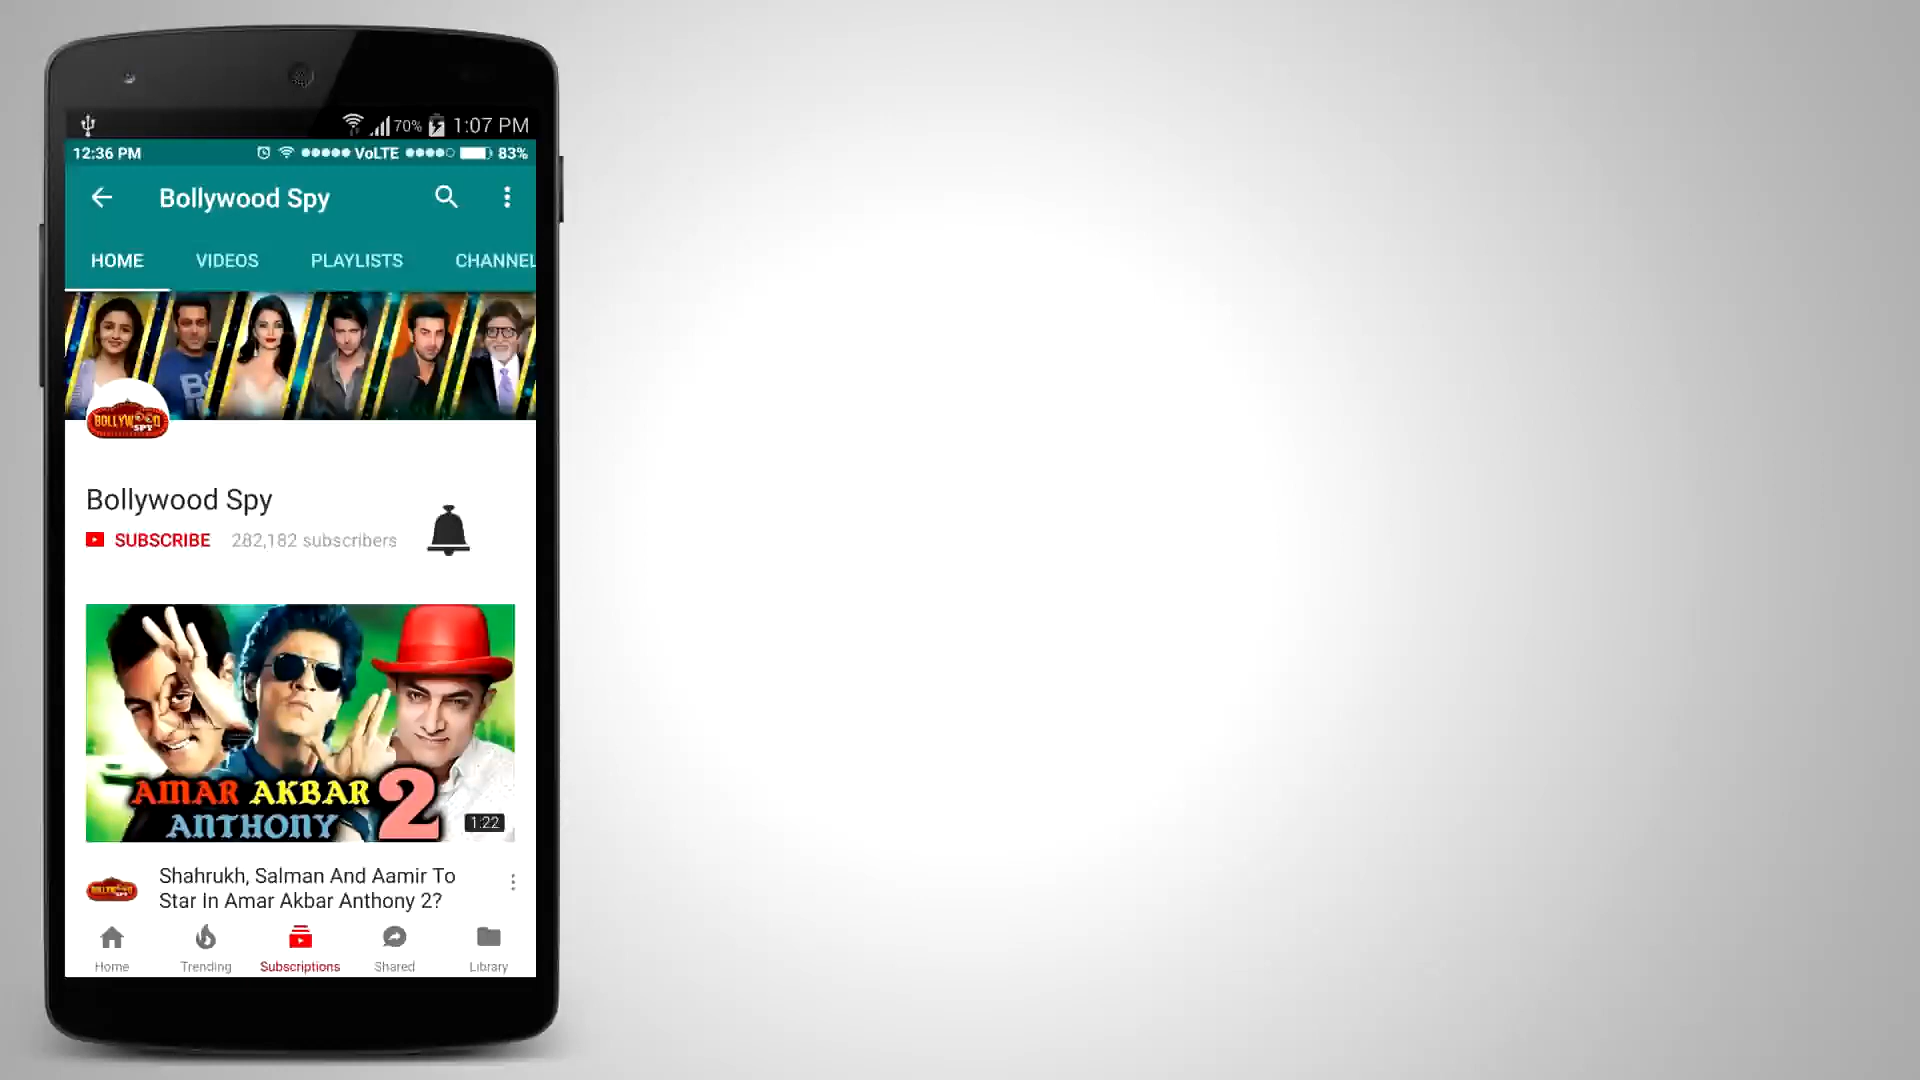 70% 1:07 PM
12:36 PM VoLTE 83%
Bollywood Spy
HOME VIDEOS PLAYLISTS CHANNEL
BOLLYWOOD
SPY
Bollywood Spy
SUBSCRIBE 282,182 subscribers
AMAR AKBAR 2
ANTHONY
1:22
Shahrukh, Salman And Aamir To
Star In Amar Akbar Anthony 2?
Home Trending Subscriptions Shared Library